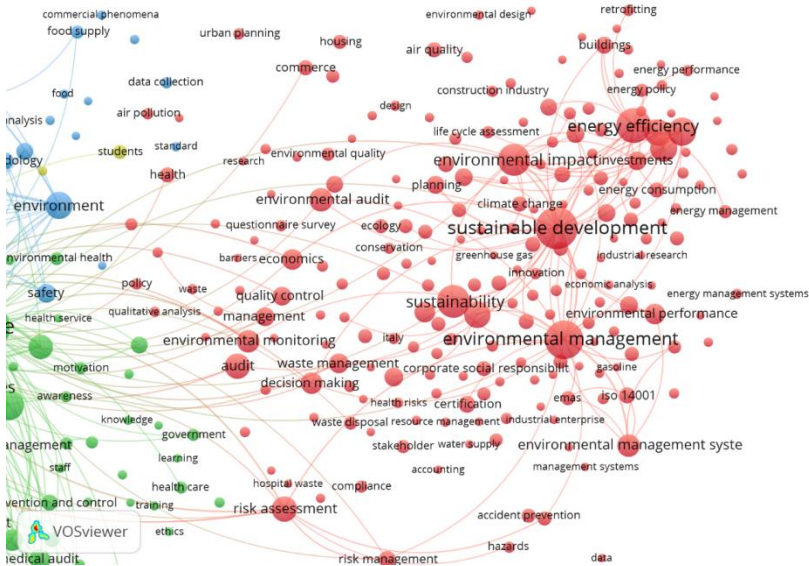 commercial phenomena
environmental design
retrofitting
food supply
urban planning
housing
air quality
buildings
commerce
energy performance
data collection
energy policy
food
construction industry
air pollution
design
nalysis
energy efficiency
life cycle assessment
students
standard
environmental quality
research
dology
environmental impact
investments
health
planning
energy consumption
environmental audit
climate change
environment
energy management
questionnaire survey
ecology
sustainable development
conservation
nvironmental health
barriers
economics
greenhouse gas
industrial research
innovation
policy
waste
economic analysis
safety
quality control
sustainability
energy management systems
qualitative analysis
health service
management
environmental performance
e
italy
environmental monitoring
environmental management
motivation
audit
waste management
corporate social responsibilit
gasoline
decision making
es
awareness
emas
iso 14001
health risks
certification
knowledge
waste disposal
resource management
industrial enterprise
government
anagement
stakeholder
water supply
environmental management syste
learning
staff
accounting
management systems
hospital waste
compliance
health care
vention and control
training
risk assessment
accident prevention
t
VOSviewer
ethics
hazards
edical audit
risk management
data